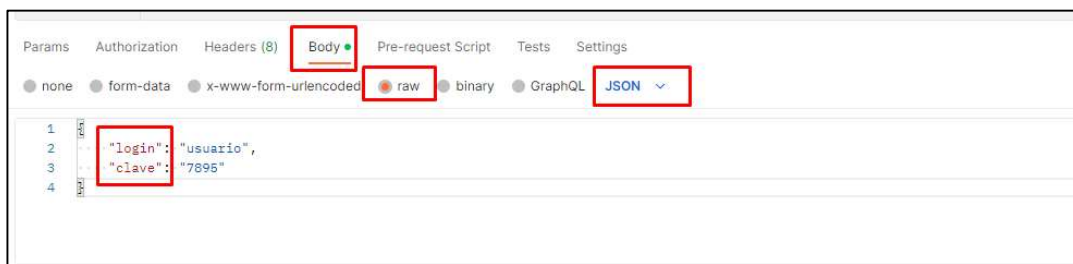 Params Authorization Headers (8) Body Pre-request Script Tests Settings
none form-data x-www-form-urlencoded raw binary GraphQL JSON
1 {
2 "login": "usuario",
3 "clave": "7895"
4 }